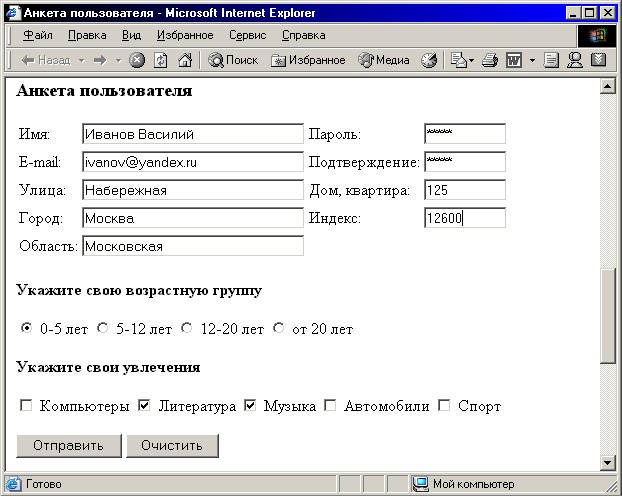 Анкета пользователя - Microsoft Internet Explorer
Файл Правка Вид Избранное Сервис Справка
Назад Поиск Избранное Медиа
Анкета пользователя
Имя: Иванов Василий Пароль: *****
E-mail: ivanov@yandex.ru Подтверждение: *****
Улица: Набережная Дом, квартира: 125
Город: Москва Индекс: 12600
Область: Московская
Укажите свою возрастную группу
0-5 лет 5-12 лет 12-20 лет от 20 лет
Укажите свои увлечения
Компьютеры Литература Музыка Автомобили Спорт
Отправить Очистить
Готово Мой компьютер